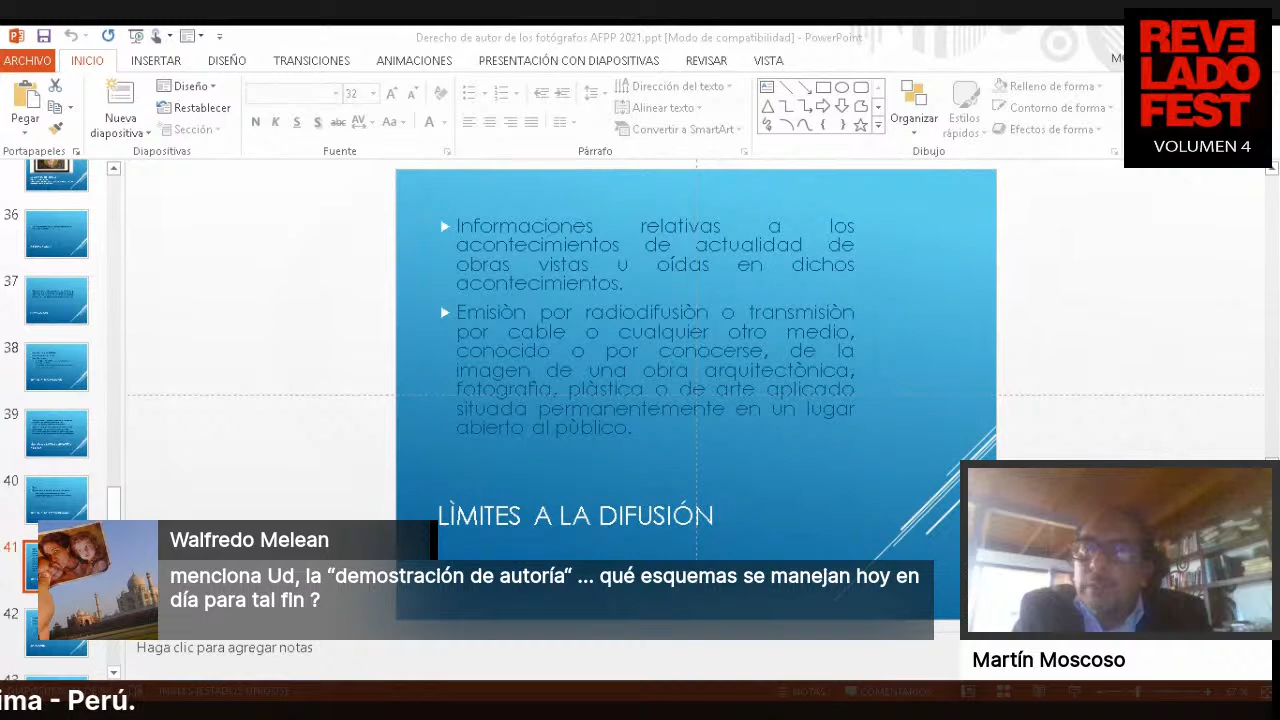 Derecho de autor de los fotógrafos AFPP 2021.ppt [Modo de compatibilidad] - PowerPoint
ARCHIVO INICIO INSERTAR DISEÑO TRANSICIONES ANIMACIONES PRESENTACIÓN CON DIAPOSITIVAS REVISAR VISTA
REVELADO
FEST
VOLUMEN 4
Pegar
Nueva
diapositiva
Diseño
Restablecer
Sección
32
N K S S abc AV Aa A
Dirección del texto
Alinear texto
Convertir a SmartArt
Organizar
Estilos
rápidos
Relleno de forma
Contorno de forma
Efectos de forma
Portapapeles Diapositivas Fuente Párrafo Dibujo
36
37
38
39
40
41
42
Informaciones relativas a los
acontecimientos de actualidad de
obras vistas u oídas en dichos
acontecimientos.
Emisiòn por radiodifusiòn o transmisiòn
por cable o cualquier otro medio,
conocido o por conocerse, de la
imagen de una obra arquitectònica,
fotografìa, plàstica o de arte aplicado
situada permanentemente en un lugar
abierto al pùblico.
LÌMITES A LA DIFUSIÓN
Walfredo Melean
menciona Ud, la “demostración de autoría“ ... qué esquemas se manejan hoy en
día para tal fin ?
Haga clic para agregar notas
Martín Moscoso
ima - Perú.
NOTAS COMENTARIOS